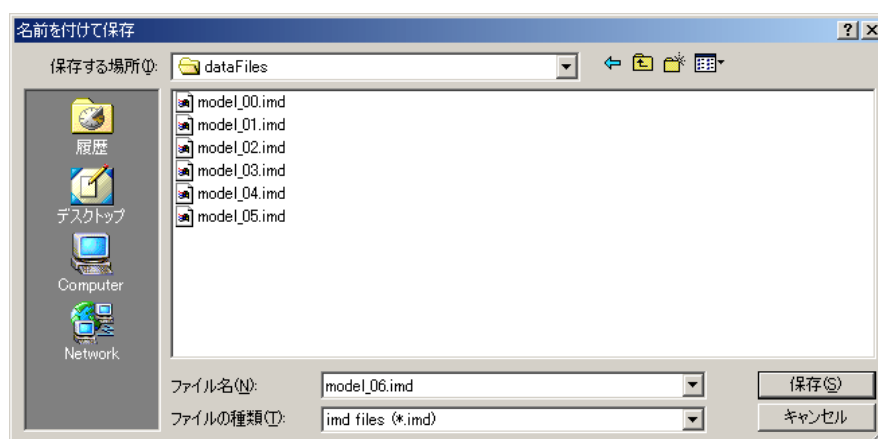 名前を付けて保存
保存する場所(I):
dataFiles
履歴
デスクトップ
Computer
Network
model_00.imd
model_01.imd
model_02.imd
model_03.imd
model_04.imd
model_05.imd
ファイル名(N):
model_06.imd
保存(S)
ファイルの種類(T):
imd files (*.imd)
キャンセル